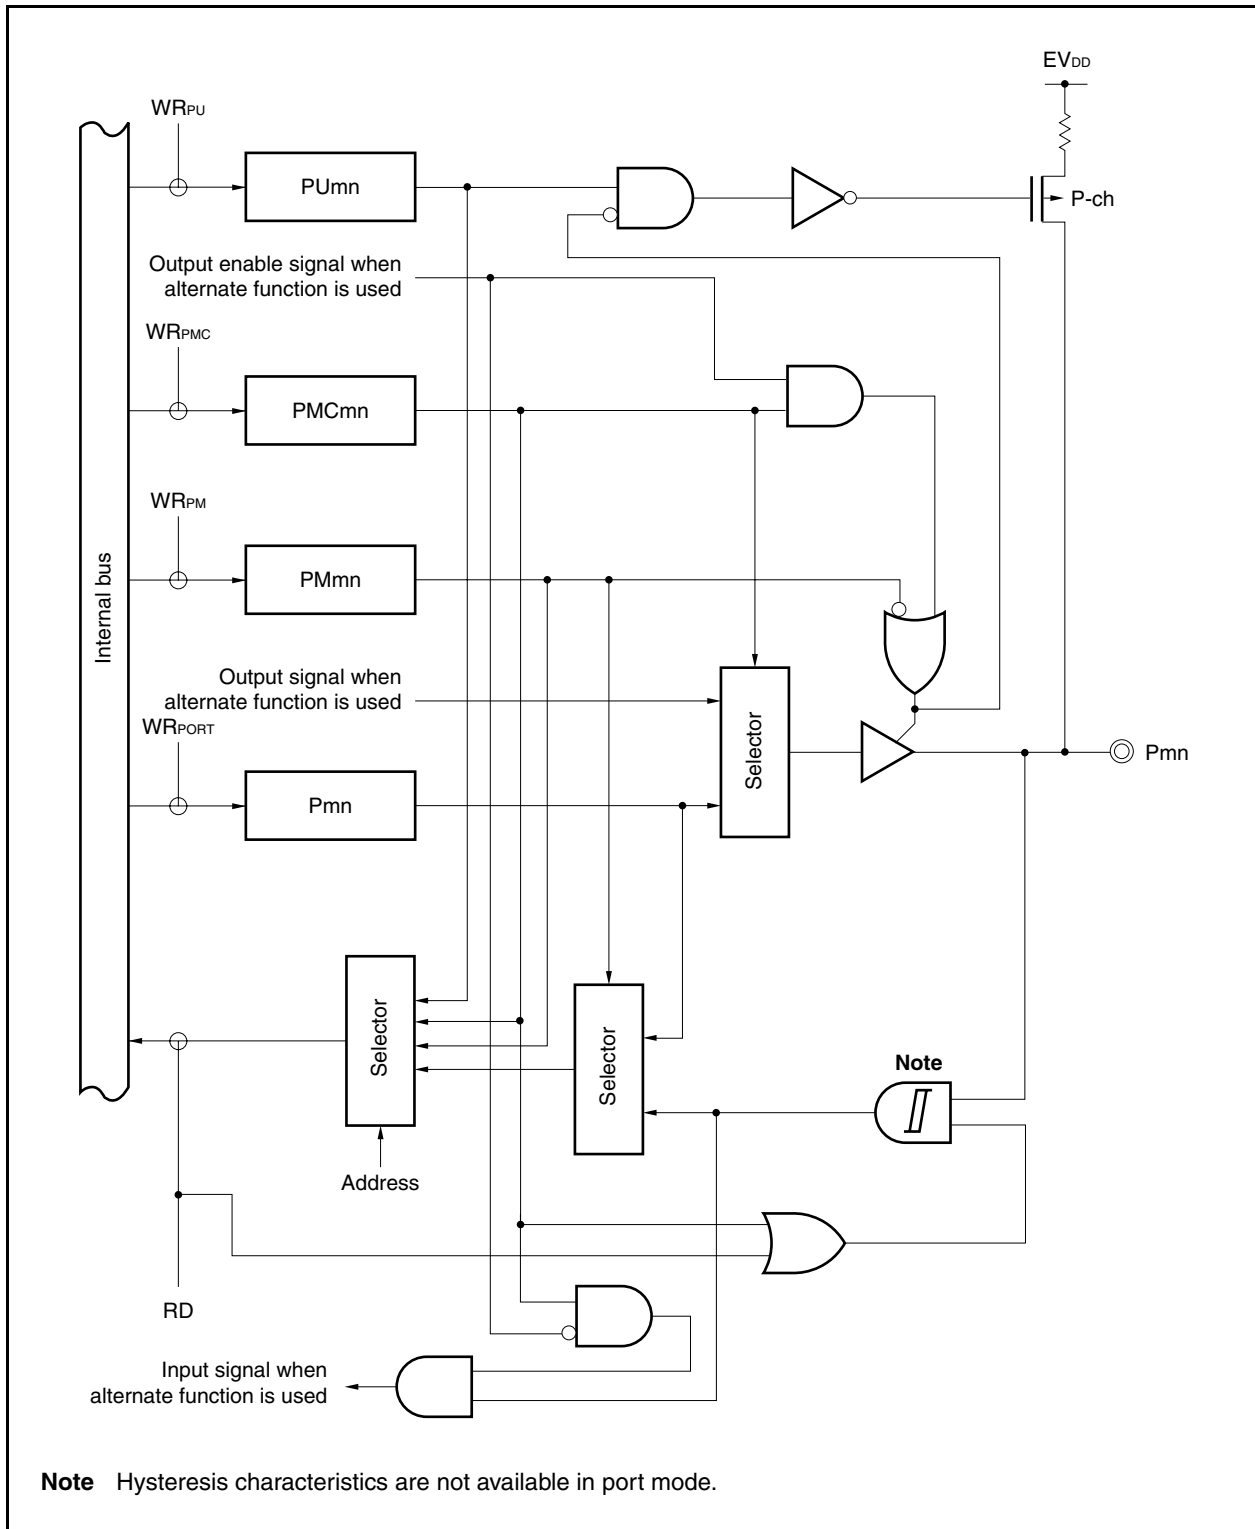 EVDD
WRPU
PUmn
P-ch
Output enable signal when
alternate function is used
WRPMC
PMCmn
WRPM
PMmn
Internal bus
Output signal when
alternate function is used
WRPORT
Selector
Pmn
Pmn
Selector
Selector
Note
Address
RD
Input signal when
alternate function is used
Note Hysteresis characteristics are not available in port mode.